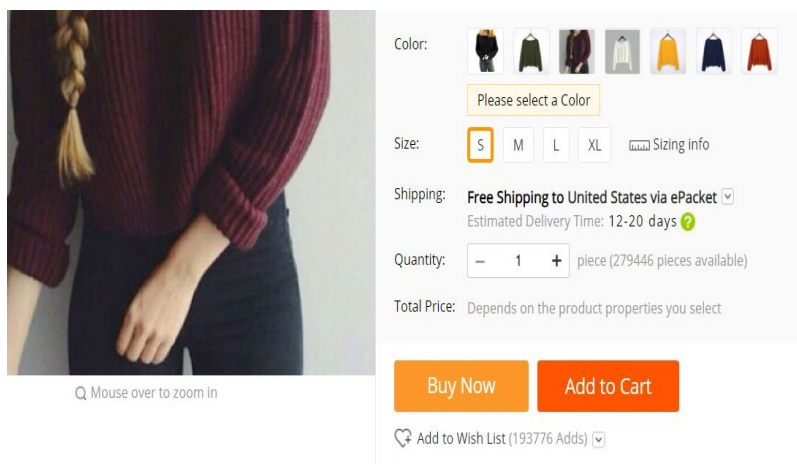 Color:
Please select a Color
Size: S M L XL Sizing info
Shipping: Free Shipping to United States via ePacket
Estimated Delivery Time: 12-20 days ?
Quantity: − 1 + piece (279446 pieces available)
Total Price: Depends on the product properties you select
Buy Now Add to Cart
Mouse over to zoom in
Add to Wish List (193776 Adds)